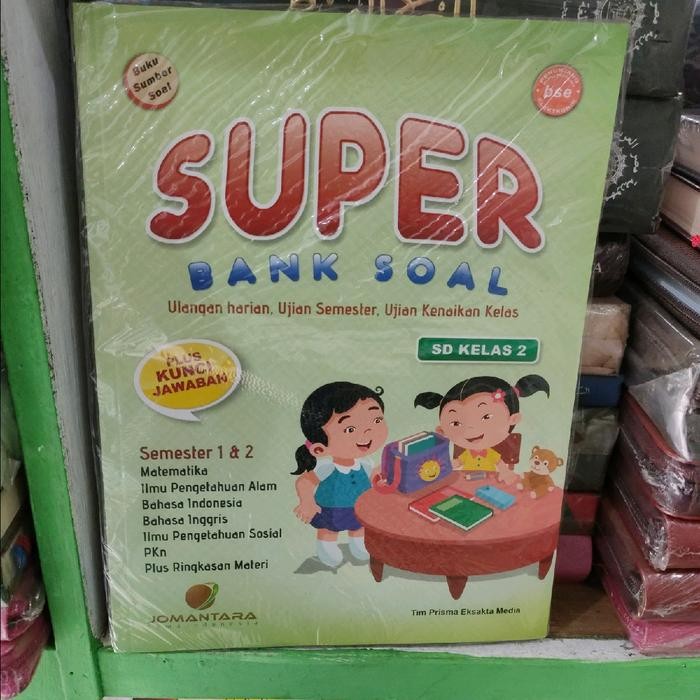 Buku
Sumber
Soal
PENUNJANG
bse
SUPER
BANK SOAL
Ulangan harian, Ujian Semester, Ujian Kenaikan Kelas
SD KELAS 2
PLUS
KUNCI
JAWABAN
Semester 1 & 2
Matematika
Ilmu Pengetahuan Alam
Bahasa Indonesia
Bahasa Inggris
Ilmu Pengetahuan Sosial
PKn
Plus Ringkasan Materi
JOMANTARA
Tim Prisma Eksakta Media